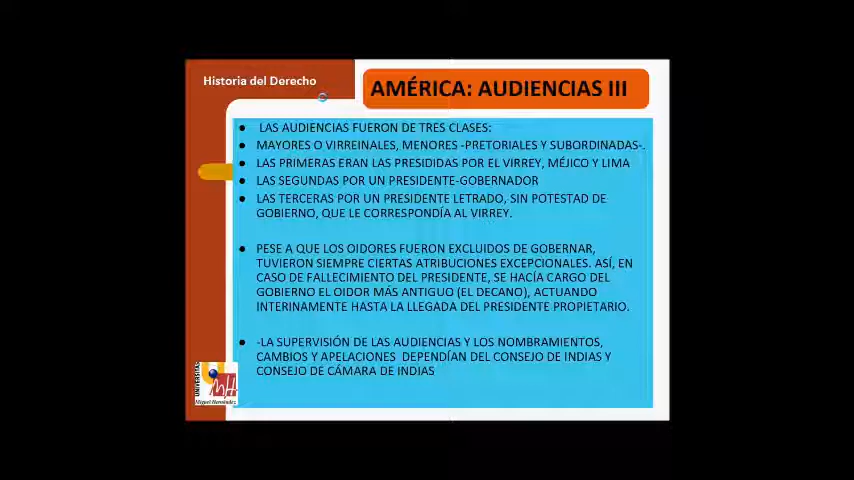 Historia del Derecho
AMÉRICA: AUDIENCIAS III
• LAS AUDIENCIAS FUERON DE TRES CLASES:
• MAYORES O VIRREINALES, MENORES -PRETORIALES Y SUBORDINADAS-.
• LAS PRIMERAS ERAN LAS PRESIDIDAS POR EL VIRREY, MÉJICO Y LIMA
• LAS SEGUNDAS POR UN PRESIDENTE-GOBERNADOR
• LAS TERCERAS POR UN PRESIDENTE LETRADO, SIN POTESTAD DE
GOBIERNO, QUE LE CORRESPONDÍA AL VIRREY.
• PESE A QUE LOS OIDORES FUERON EXCLUIDOS DE GOBERNAR,
TUVIERON SIEMPRE CIERTAS ATRIBUCIONES EXCEPCIONALES. ASÍ, EN
CASO DE FALLECIMIENTO DEL PRESIDENTE, SE HACÍA CARGO DEL
GOBIERNO EL OIDOR MÁS ANTIGUO (EL DECANO), ACTUANDO
INTERINAMENTE HASTA LA LLEGADA DEL PRESIDENTE PROPIETARIO.
• -LA SUPERVISIÓN DE LAS AUDIENCIAS Y LOS NOMBRAMIENTOS,
CAMBIOS Y APELACIONES DEPENDÍAN DEL CONSEJO DE INDIAS Y
CONSEJO DE CÁMARA DE INDIAS
UNIVERSITAS
Miguel Hernández